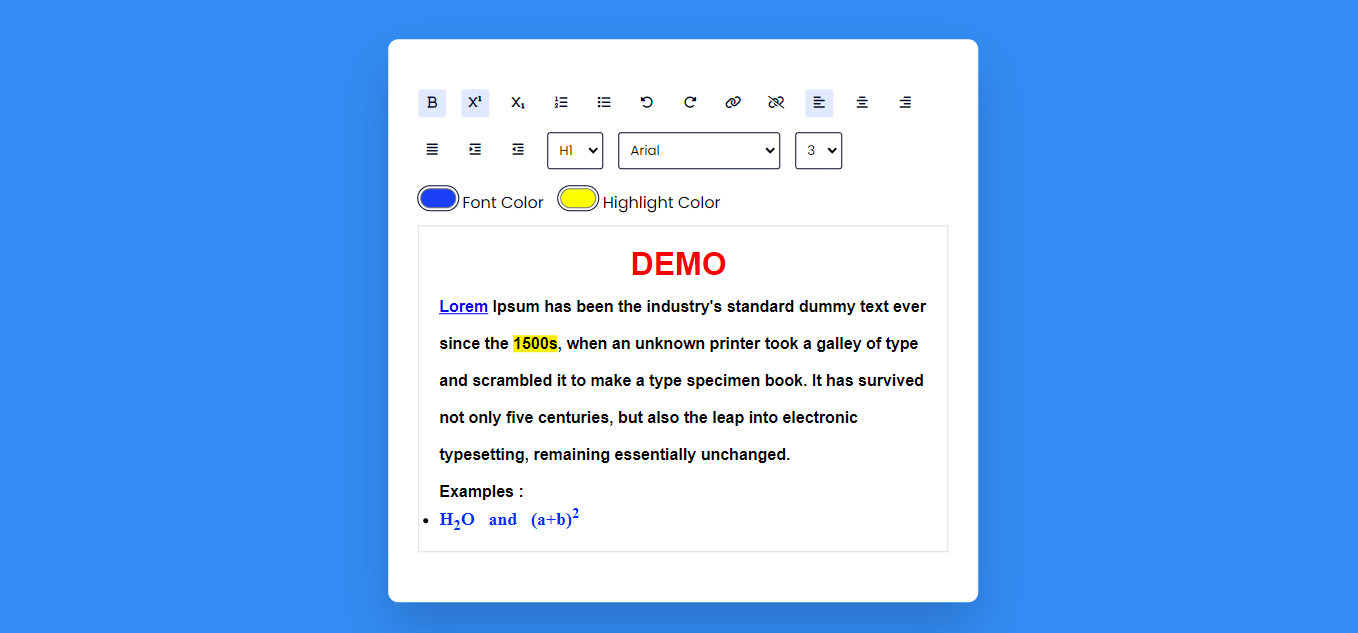 B X¹ X₁
H1 Arial 3
Font Color Highlight Color
DEMO
Lorem Ipsum has been the industry's standard dummy text ever
since the 1500s, when an unknown printer took a galley of type
and scrambled it to make a type specimen book. It has survived
not only five centuries, but also the leap into electronic
typesetting, remaining essentially unchanged.
Examples :
• H₂O and (a+b)²